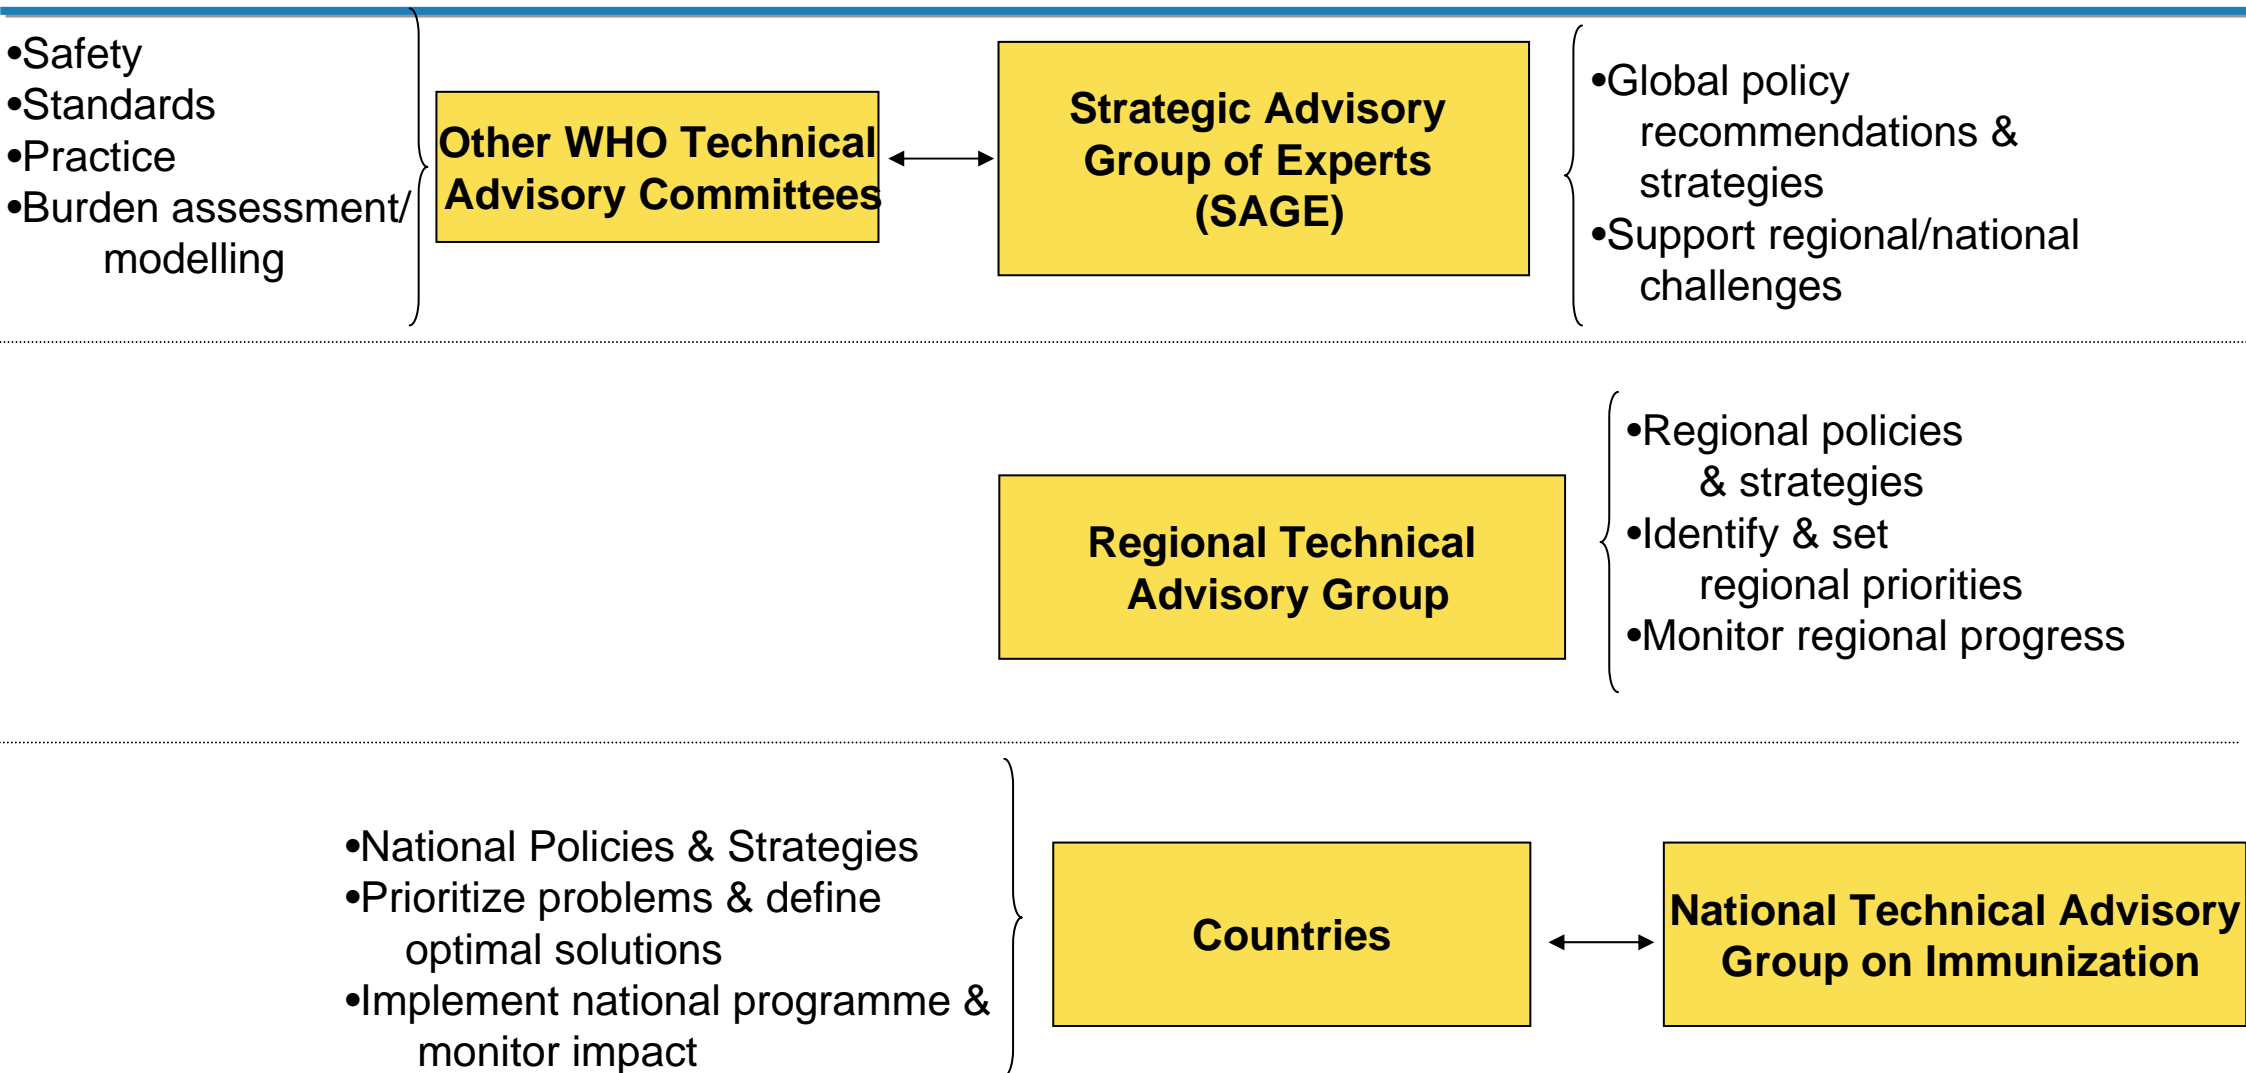 •Safety
•Standards
•Practice
•Burden assessment/
modelling
Other WHO Technical
Advisory Committees
Strategic Advisory
Group of Experts
(SAGE)
•Global policy
recommendations &
strategies
•Support regional/national
challenges
Regional Technical
Advisory Group
•Regional policies
& strategies
•Identify & set
regional priorities
•Monitor regional progress
•National Policies & Strategies
•Prioritize problems & define
optimal solutions
•Implement national programme &
monitor impact
Countries
National Technical Advisory
Group on Immunization